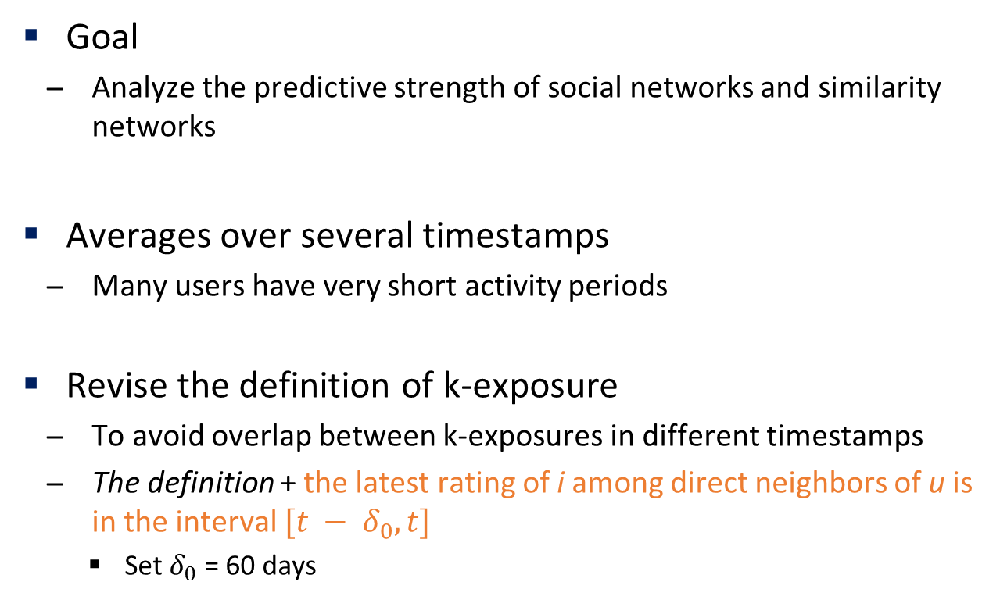 ▪ Goal
– Analyze the predictive strength of social networks and similarity
networks
▪ Averages over several timestamps
– Many users have very short activity periods
▪ Revise the definition of k-exposure
– To avoid overlap between k-exposures in different timestamps
– The definition + the latest rating of i among direct neighbors of u is
in the interval [t − δ₀, t]
▪ Set δ₀ = 60 days